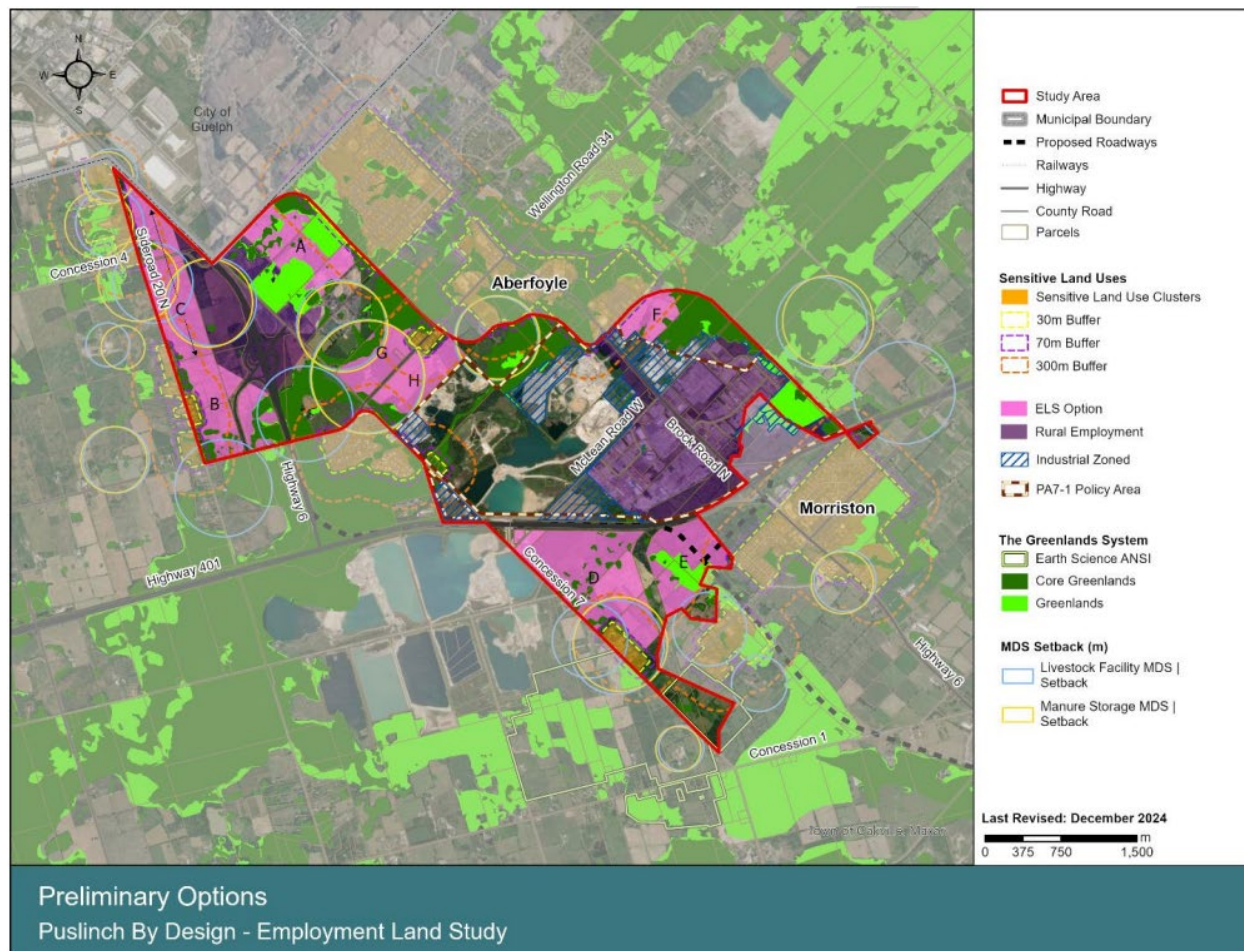 N
W
E
S
City of
Guelph
Wellington Road 34
Concession 4
Sideroad 20 N
A
C
B
G
H
Aberfoyle
F
McLean Road W
Brock Road N
Highway 6
Morriston
Highway 401
Concession 7
D
E
Highway 6
Concession 1
Town of Oakville, Maxar
Study Area
Municipal Boundary
Proposed Roadways
Railways
Highway
County Road
Parcels
Sensitive Land Uses
Sensitive Land Use Clusters
30m Buffer
70m Buffer
300m Buffer
ELS Option
Rural Employment
Industrial Zoned
PA7-1 Policy Area
The Greenlands System
Earth Science ANSI
Core Greenlands
Greenlands
MDS Setback (m)
Livestock Facility MDS |
Setback
Manure Storage MDS |
Setback
Last Revised: December 2024
m
0 375 750 1,500
Preliminary Options
Puslinch By Design - Employment Land Study